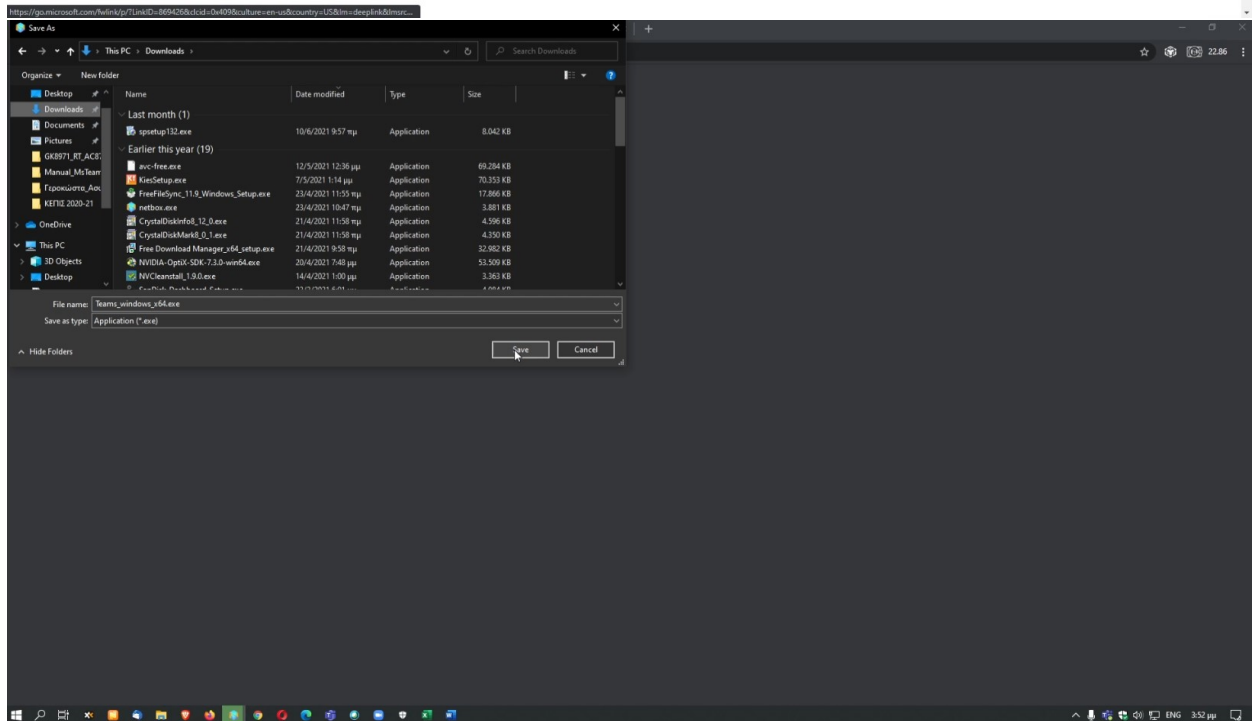 https://go.microsoft.com/fwlink/p/?LinkID=869426&clcid=0x409&culture=en-us&country=US&lm=deeplink&lmsrc...
Save As
This PC › Downloads ›
Search Downloads
22.86
Organize
New folder
Name Date modified Type Size
Desktop
Downloads
Documents
Pictures
GK8971_RT_AC87
Manual_MsTeam
ΚΕΠΙΣ 2020-21
OneDrive
This PC
3D Objects
Desktop
Last month (1)
spsetup132.exe 10/6/2021 9:57 πμ Application 8.042 KB
Earlier this year (19)
avc-free.exe 12/5/2021 12:36 μμ Application 69.284 KB
KiesSetup.exe 7/5/2021 1:14 μμ Application 70.353 KB
FreeFileSync_11.9_Windows_Setup.exe 23/4/2021 11:55 πμ Application 17.866 KB
netbox.exe 23/4/2021 10:47 πμ Application 3.881 KB
CrystalDiskInfo8_12_0.exe 21/4/2021 11:58 πμ Application 4.596 KB
CrystalDiskMark8_0_1.exe 21/4/2021 11:58 πμ Application 4.350 KB
Free Download Manager_x64_setup.exe 21/4/2021 9:58 πμ Application 32.982 KB
NVIDIA-OptiX-SDK-7.3.0-win64.exe 20/4/2021 7:48 μμ Application 53.509 KB
NVCleanstall_1.9.0.exe 14/4/2021 1:00 μμ Application 3.363 KB
File name: Teams_windows_x64.exe
Save as type: Application (*.exe)
Hide Folders
Save
Cancel
ENG 3:52 μμ